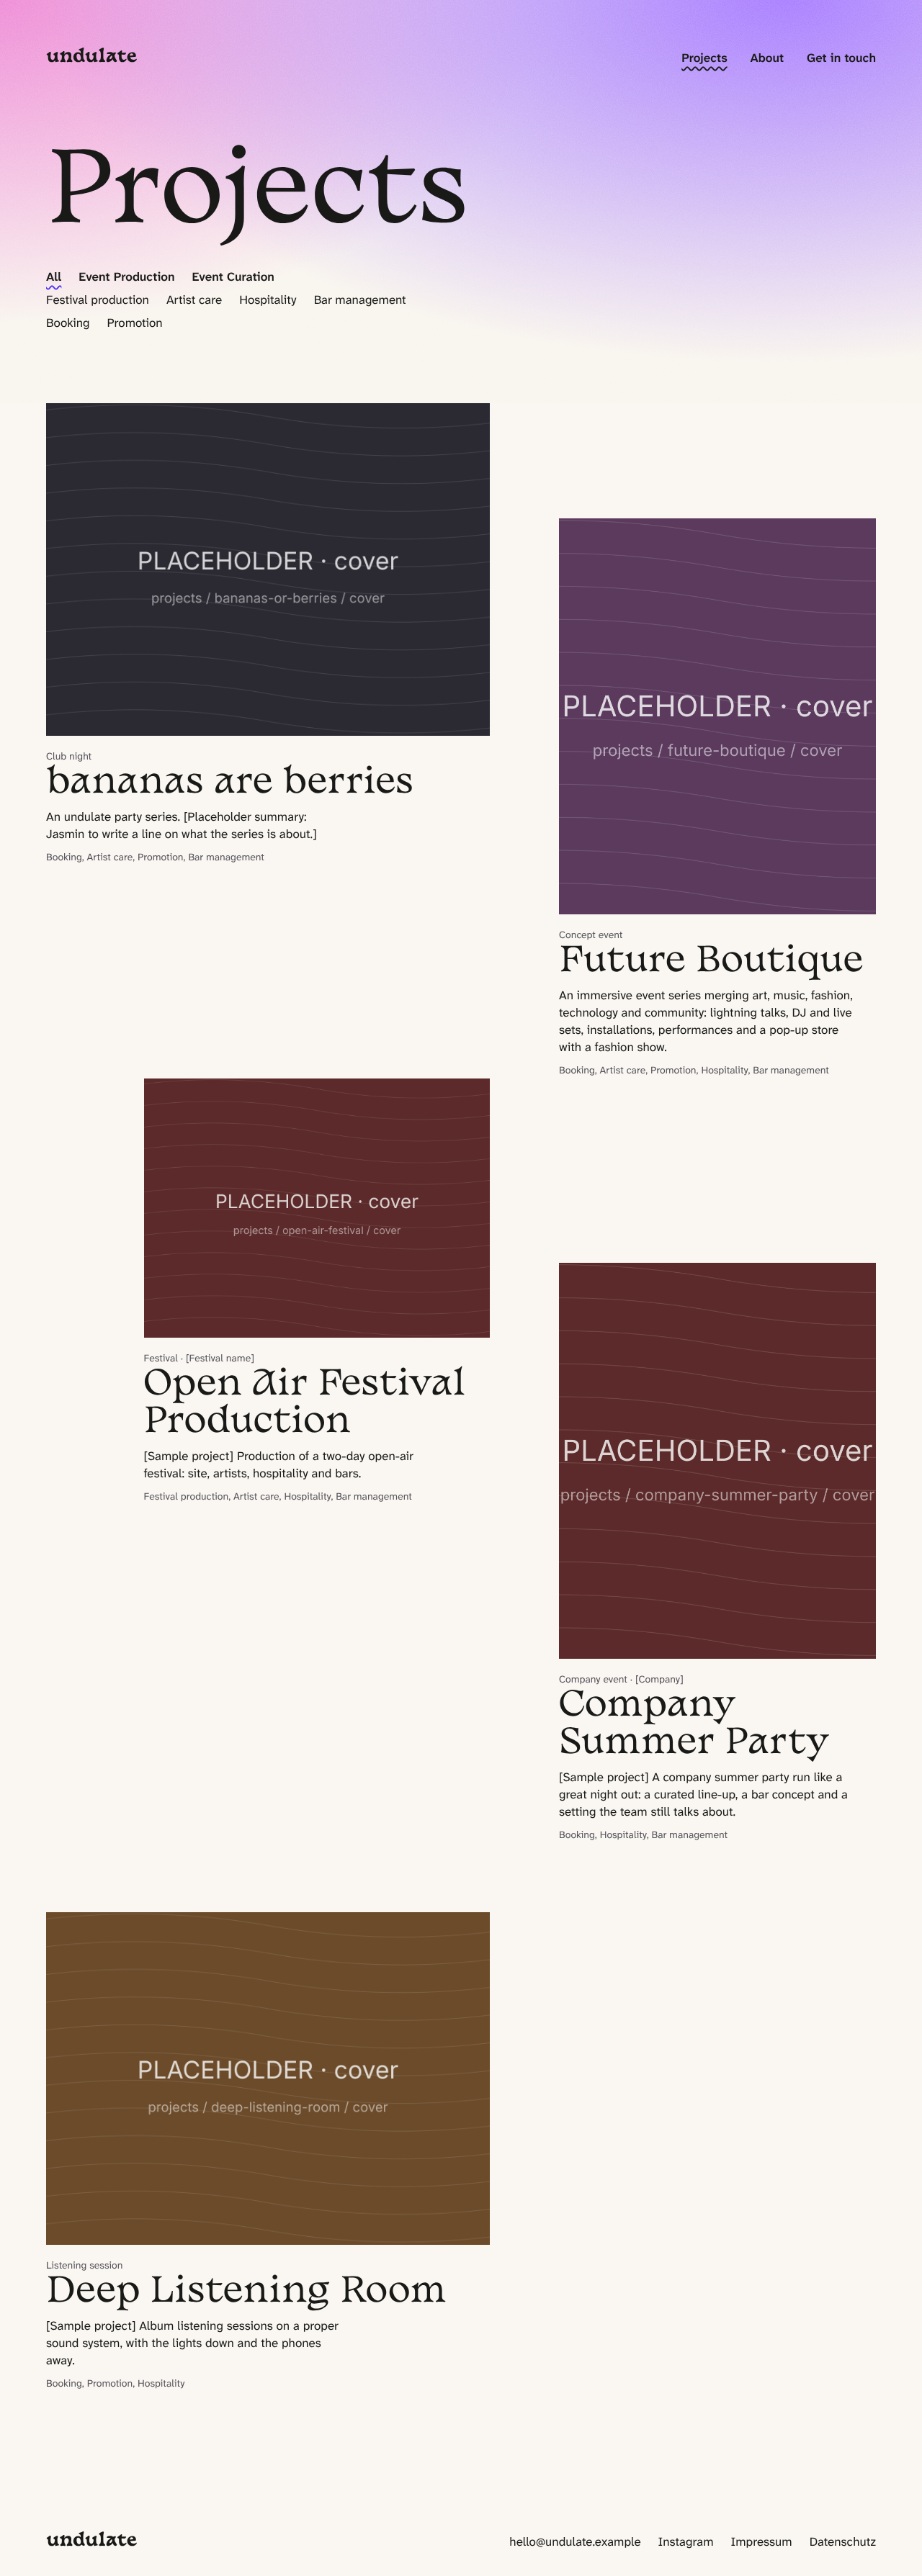 undulate
Projects About Get in touch
Projects
All Event Production Event Curation
Festival production Artist care Hospitality Bar management
Booking Promotion
PLACEHOLDER · cover
projects / bananas-or-berries / cover
Club night
bananas are berries
An undulate party series. [Placeholder summary:
Jasmin to write a line on what the series is about.]
Booking, Artist care, Promotion, Bar management
PLACEHOLDER · cover
projects / future-boutique / cover
Concept event
Future Boutique
An immersive event series merging art, music, fashion,
technology and community: lightning talks, DJ and live
sets, installations, performances and a pop-up store
with a fashion show.
Booking, Artist care, Promotion, Hospitality, Bar management
PLACEHOLDER · cover
projects / open-air-festival / cover
Festival · [Festival name]
Open Air Festival
Production
[Sample project] Production of a two-day open-air
festival: site, artists, hospitality and bars.
Festival production, Artist care, Hospitality, Bar management
PLACEHOLDER · cover
projects / company-summer-party / cover
Company event · [Company]
Company
Summer Party
[Sample project] A company summer party run like a
great night out: a curated line-up, a bar concept and a
setting the team still talks about.
Booking, Hospitality, Bar management
PLACEHOLDER · cover
projects / deep-listening-room / cover
Listening session
Deep Listening Room
[Sample project] Album listening sessions on a proper
sound system, with the lights down and the phones
away.
Booking, Promotion, Hospitality
undulate
hello@undulate.example Instagram Impressum Datenschutz